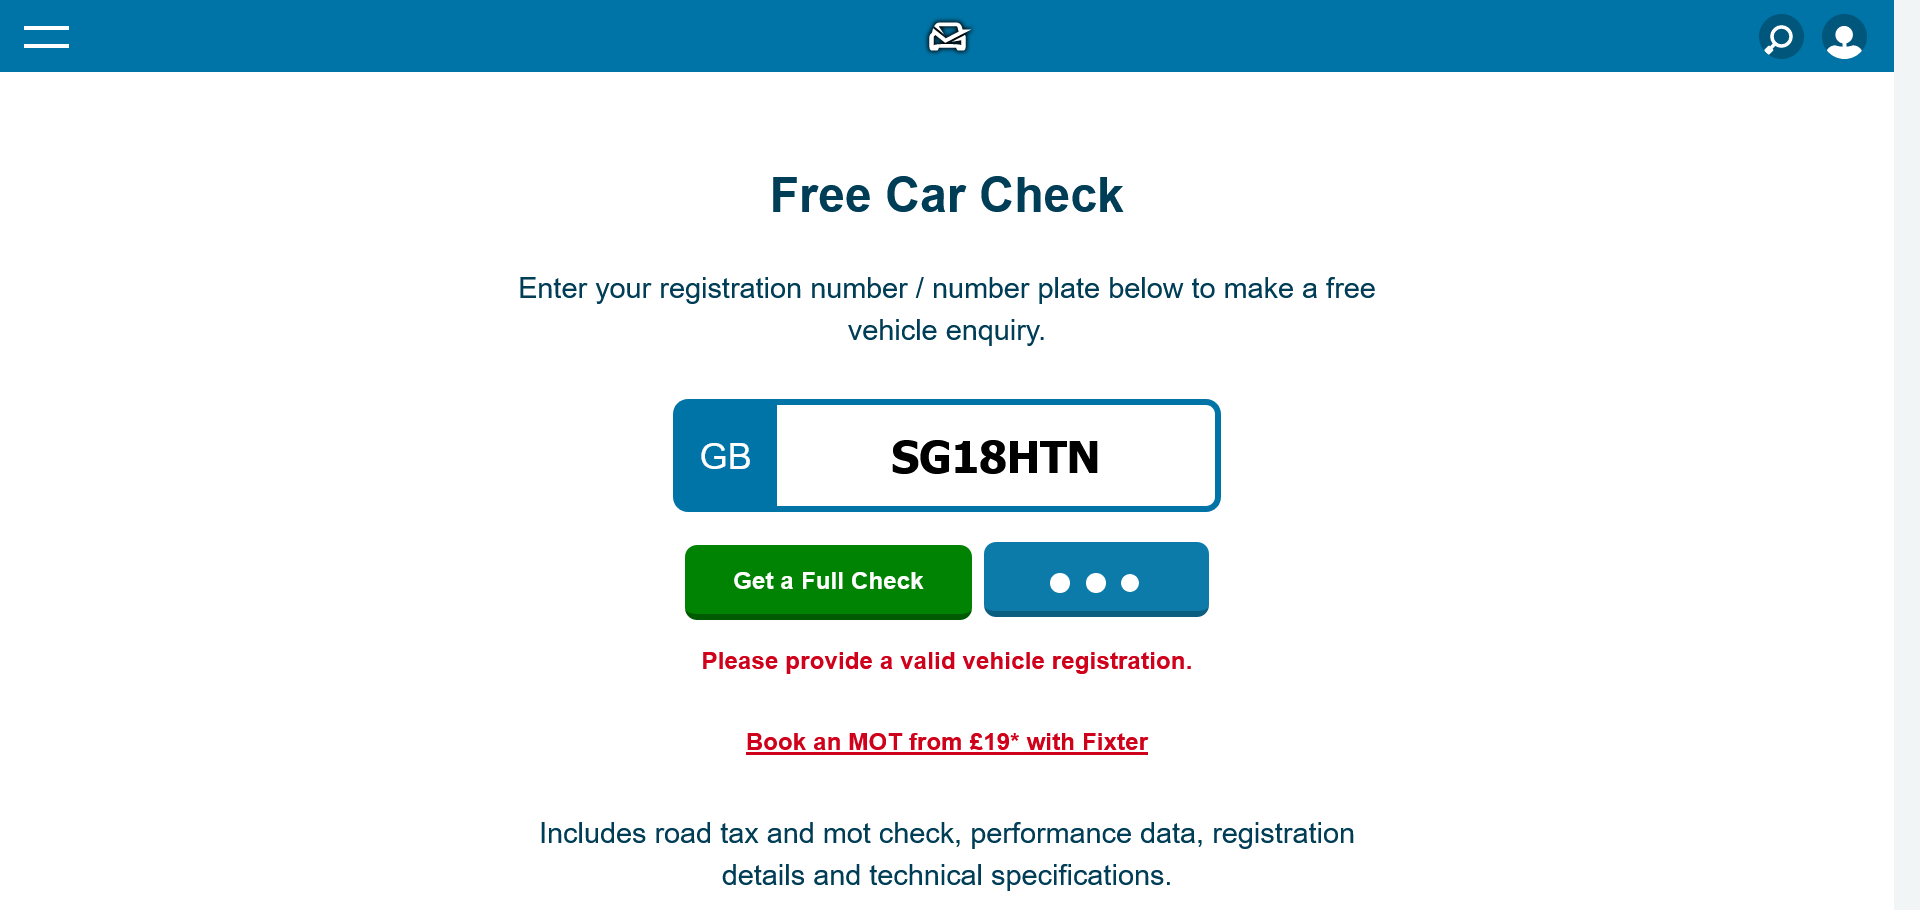 Free Car Check
Enter your registration number / number plate below to make a free
vehicle enquiry.
GB
SG18HTN
Get a Full Check
Please provide a valid vehicle registration.
Book an MOT from £19* with Fixter
Includes road tax and mot check, performance data, registration
details and technical specifications.